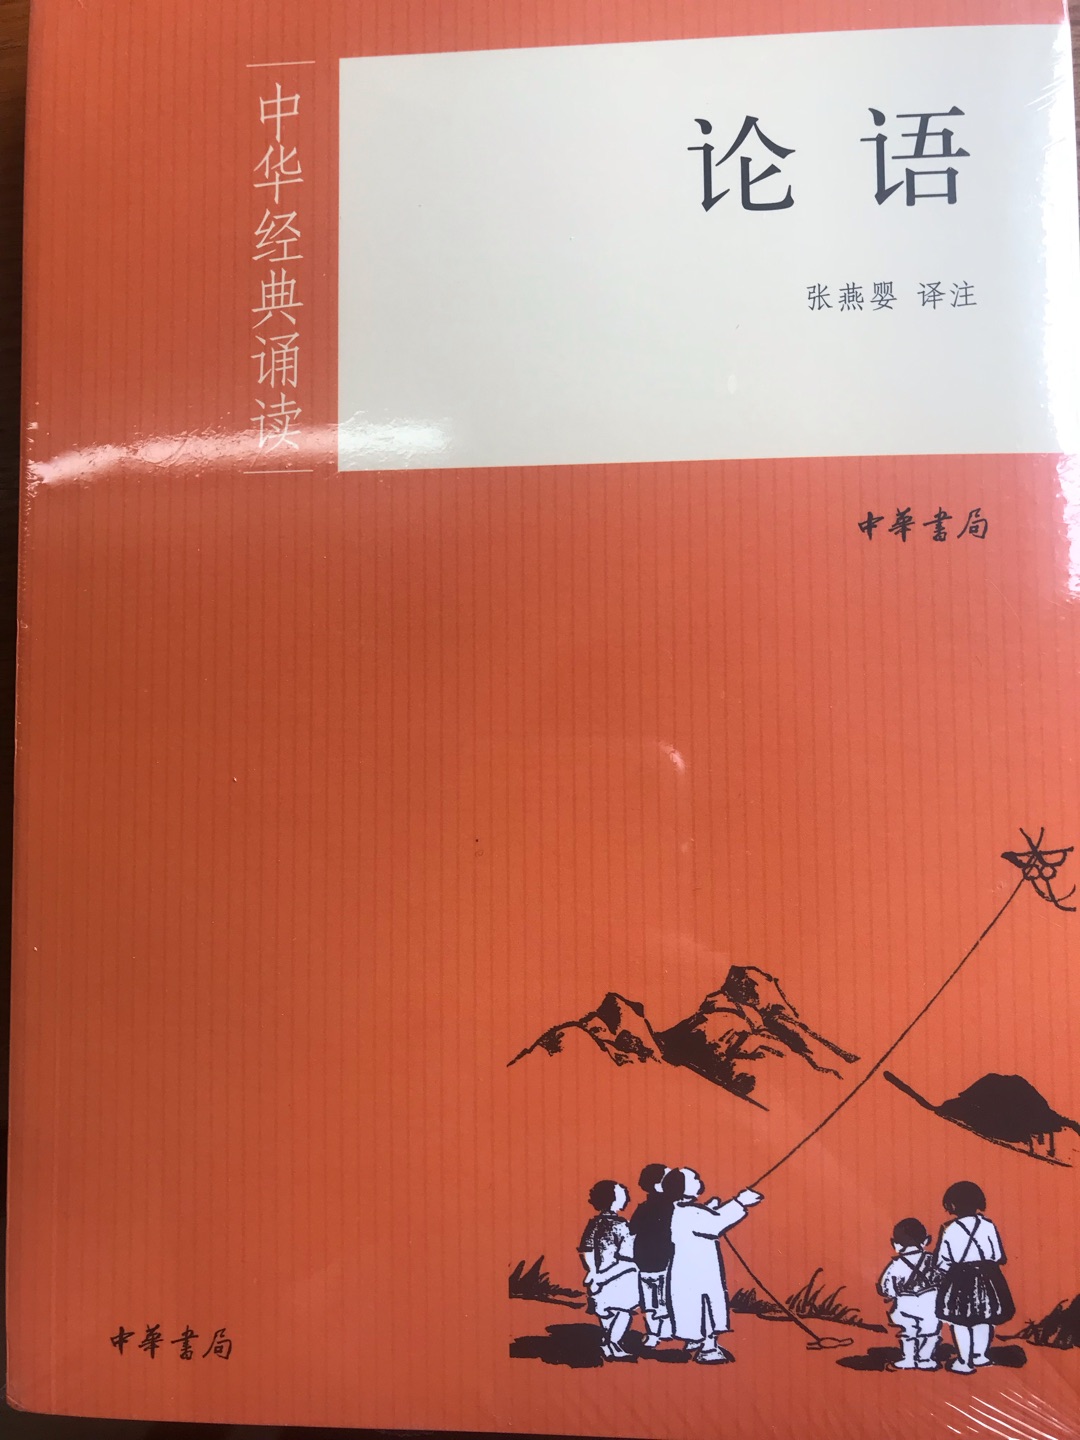 中华经典诵读
论语
张燕婴 译注
中華書局
中華書局